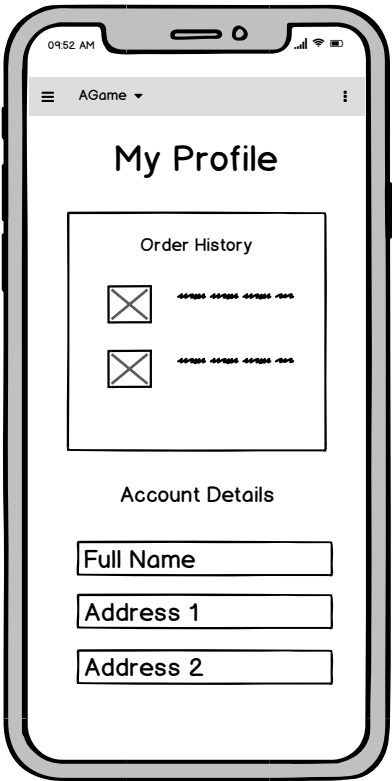 09:52 AM
AGame
My Profile
Order History
Account Details
Full Name
Address 1
Address 2